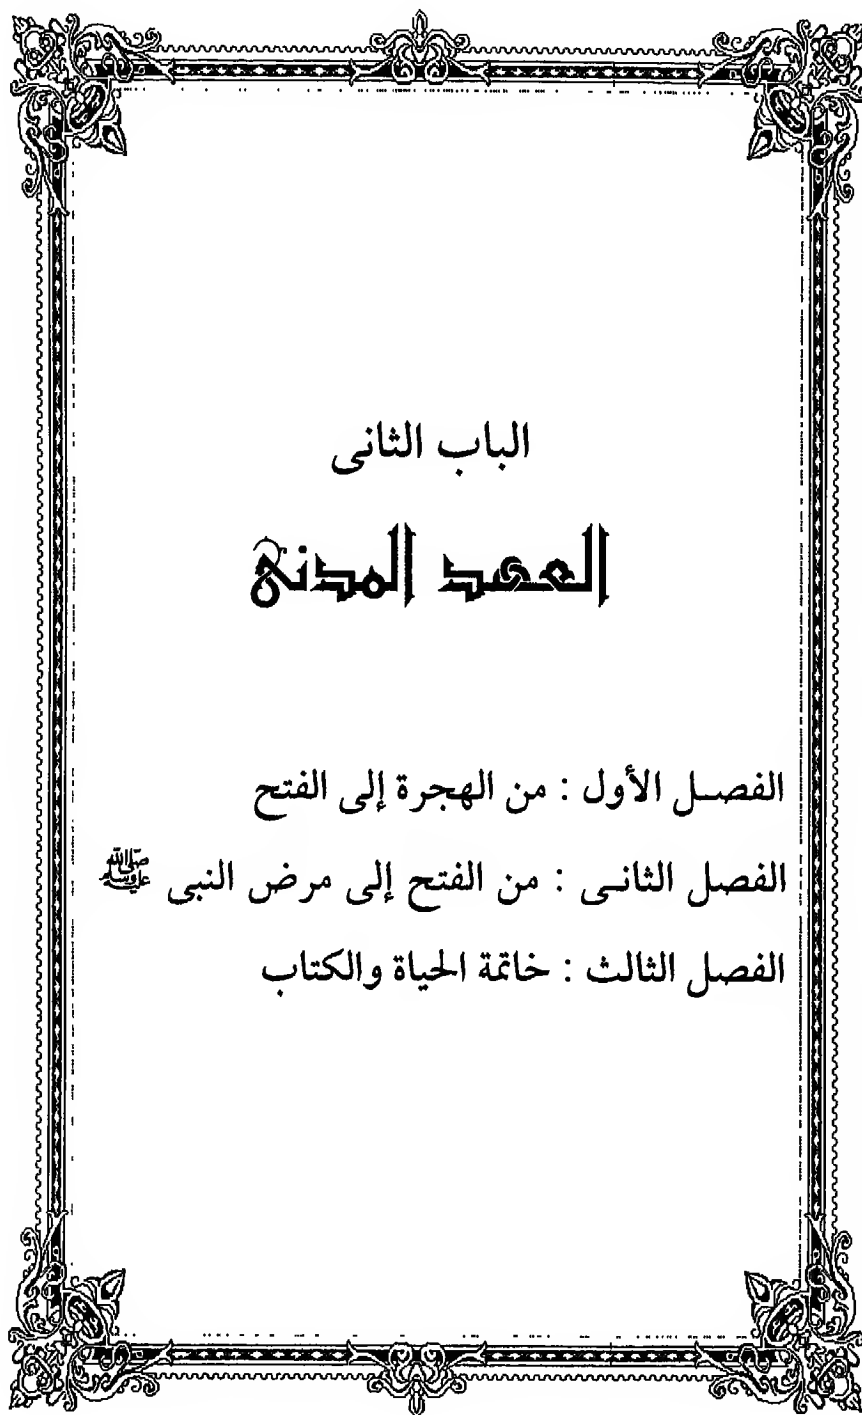 الباب الثانى
العهد المدنى
الفصل الأول : من الهجرة إلى الفتح
الفصل الثانى : من الفتح إلى مرض النبى ﷺ
الفصل الثالث : خاتمة الحياة والكتاب